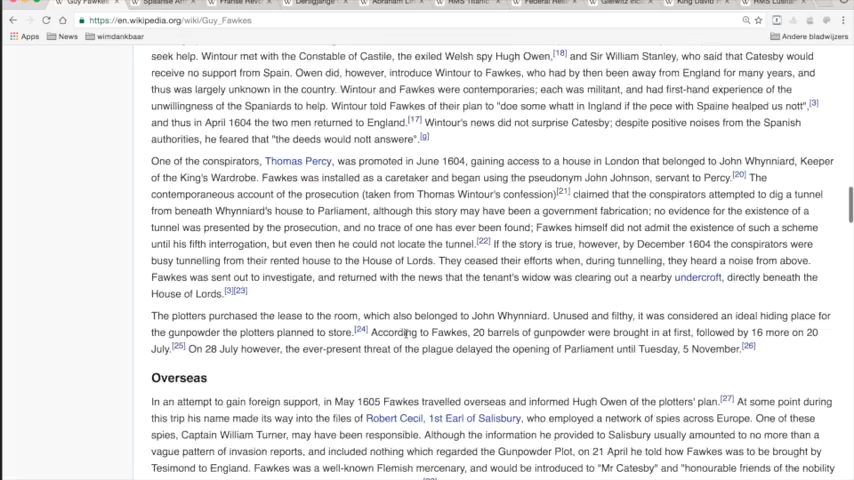 Guy Fawkes
Spaanse Am
Franse Revo
Dertigjarige
Abraham Lin
RMS Titanic
Federal Res
Gleiwitz Inc
King David H
RMS Lusitan
https://en.wikipedia.org/wiki/Guy_Fawkes
Apps News wimdankbaar Andere bladwijzers
seek help. Wintour met with the Constable of Castile, the exiled Welsh spy Hugh Owen,[18] and Sir William Stanley, who said that Catesby would
receive no support from Spain. Owen did, however, introduce Wintour to Fawkes, who had by then been away from England for many years, and
thus was largely unknown in the country. Wintour and Fawkes were contemporaries; each was militant, and had first-hand experience of the
unwillingness of the Spaniards to help. Wintour told Fawkes of their plan to "doe some whatt in Ingland if the pece with Spaine healped us nott",[3]
and thus in April 1604 the two men returned to England.[17] Wintour's news did not surprise Catesby; despite positive noises from the Spanish
authorities, he feared that "the deeds would nott answere".[g]
One of the conspirators, Thomas Percy, was promoted in June 1604, gaining access to a house in London that belonged to John Whynniard, Keeper
of the King's Wardrobe. Fawkes was installed as a caretaker and began using the pseudonym John Johnson, servant to Percy.[20] The
contemporaneous account of the prosecution (taken from Thomas Wintour's confession)[21] claimed that the conspirators attempted to dig a tunnel
from beneath Whynniard's house to Parliament, although this story may have been a government fabrication; no evidence for the existence of a
tunnel was presented by the prosecution, and no trace of one has ever been found; Fawkes himself did not admit the existence of such a scheme
until his fifth interrogation, but even then he could not locate the tunnel.[22] If the story is true, however, by December 1604 the conspirators were
busy tunnelling from their rented house to the House of Lords. They ceased their efforts when, during tunnelling, they heard a noise from above.
Fawkes was sent out to investigate, and returned with the news that the tenant's widow was clearing out a nearby undercroft, directly beneath the
House of Lords.[3][23]
The plotters purchased the lease to the room, which also belonged to John Whynniard. Unused and filthy, it was considered an ideal hiding place for
the gunpowder the plotters planned to store.[24] According to Fawkes, 20 barrels of gunpowder were brought in at first, followed by 16 more on 20
July.[25] On 28 July however, the ever-present threat of the plague delayed the opening of Parliament until Tuesday, 5 November.[26]
Overseas
In an attempt to gain foreign support, in May 1605 Fawkes travelled overseas and informed Hugh Owen of the plotters' plan.[27] At some point during
this trip his name made its way into the files of Robert Cecil, 1st Earl of Salisbury, who employed a network of spies across Europe. One of these
spies, Captain William Turner, may have been responsible. Although the information he provided to Salisbury usually amounted to no more than a
vague pattern of invasion reports, and included nothing which regarded the Gunpowder Plot, on 21 April he told how Fawkes was to be brought by
Tesimond to England. Fawkes was a well-known Flemish mercenary, and would be introduced to "Mr Catesby" and "honourable friends of the nobility